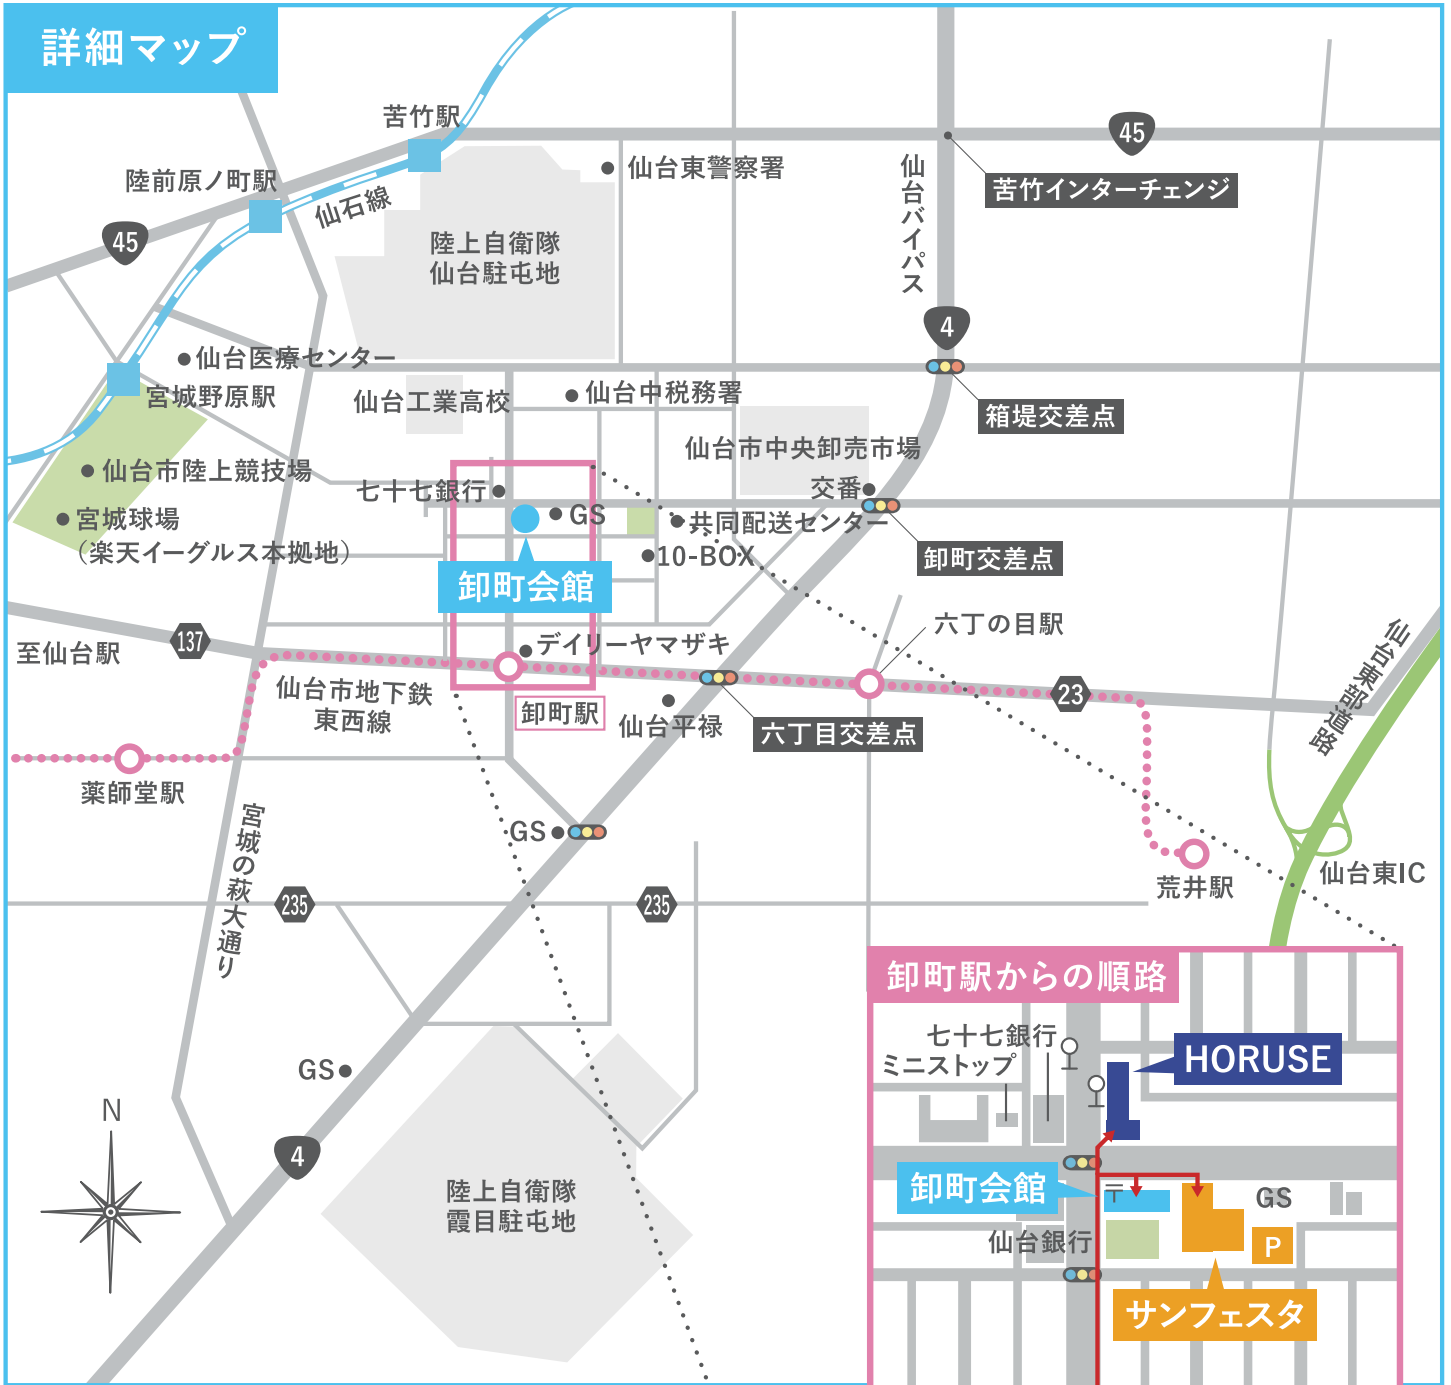 詳細マップ
苦竹駅
陸前原ノ町駅
仙石線
45
45
仙台東警察署
仙台バイパス
苦竹インターチェンジ
陸上自衛隊
仙台駐屯地
4
仙台医療センター
宮城野原駅
仙台工業高校
仙台中税務署
箱堤交差点
仙台市中央卸売市場
仙台市陸上競技場
七十七銀行
交番
宮城球場
(楽天イーグルス本拠地)
GS
共同配送センター
10-BOX
卸町交差点
卸町会館
至仙台駅
137
デイリーヤマザキ
六丁の目駅
仙台東部道路
仙台市地下鉄
東西線
卸町駅
仙台平禄
六丁目交差点
23
薬師堂駅
宮城の萩大通り
GS
荒井駅
仙台東IC
235
235
GS
N
4
陸上自衛隊
霞目駐屯地
卸町駅からの順路
七十七銀行
ミニストップ
HORUSE
卸町会館
〒
GS
仙台銀行
P
サンフェスタ